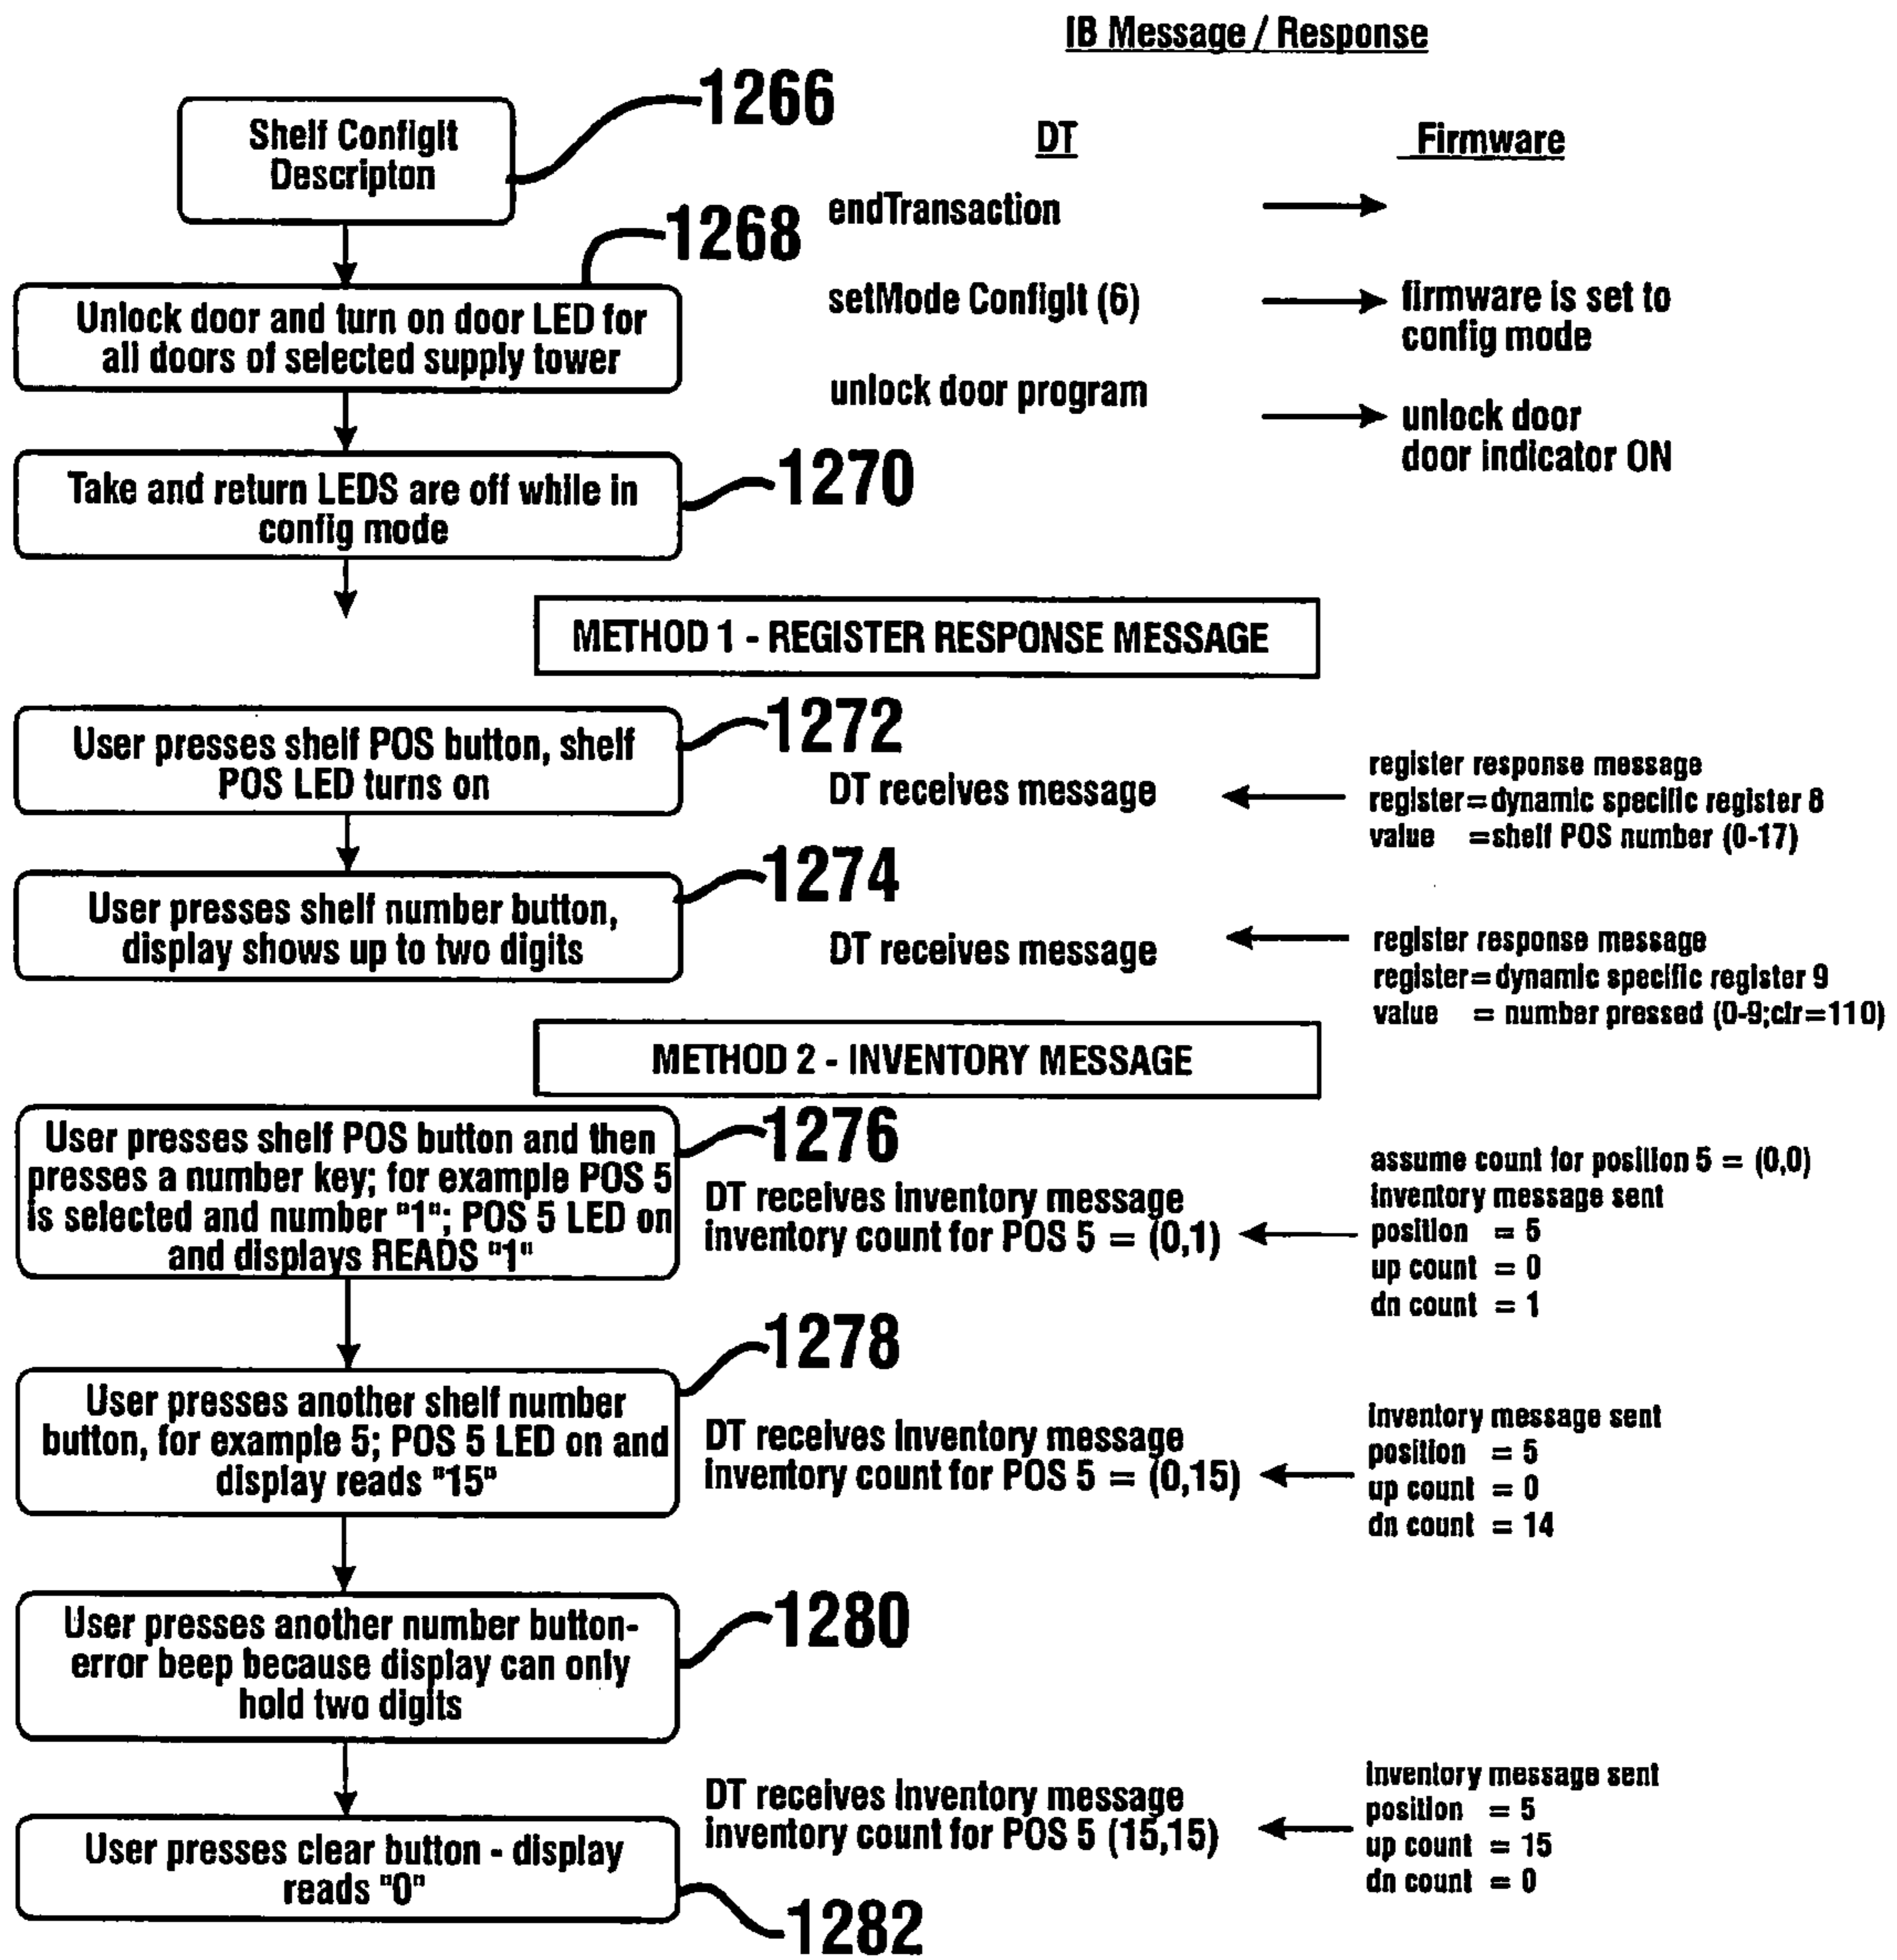 IB Message / Response
1266
Shelf ConfigIt
Descripton
DT
Firmware
endTransaction
1268
Unlock door and turn on door LED for
all doors of selected supply tower
setMode ConfigIt (6)
firmware is set to
config mode
unlock door program
unlock door
door indicator ON
1270
Take and return LEDS are off while in
config mode
METHOD 1 - REGISTER RESPONSE MESSAGE
1272
User presses shelf POS button, shelf
POS LED turns on
DT receives message
register response message
register=dynamic specific register 8
value =shelf POS number (0-17)
1274
User presses shelf number button,
display shows up to two digits
DT receives message
register response message
register=dynamic specific register 9
value = number pressed (0-9;clr=110)
METHOD 2 - INVENTORY MESSAGE
1276
User presses shelf POS button and then
presses a number key; for example POS 5
is selected and number "1"; POS 5 LED on
and displays READS "1"
DT receives inventory message
inventory count for POS 5 = (0,1)
assume count for position 5 = (0,0)
inventory message sent
position = 5
up count = 0
dn count = 1
1278
User presses another shelf number
button, for example 5; POS 5 LED on and
display reads "15"
DT receives inventory message
inventory count for POS 5 = (0,15)
inventory message sent
position = 5
up count = 0
dn count = 14
1280
User presses another number button-
error beep because display can only
hold two digits
DT receives inventory message
inventory count for POS 5 (15,15)
inventory message sent
position = 5
up count = 15
dn count = 0
User presses clear button - display
reads "0"
1282